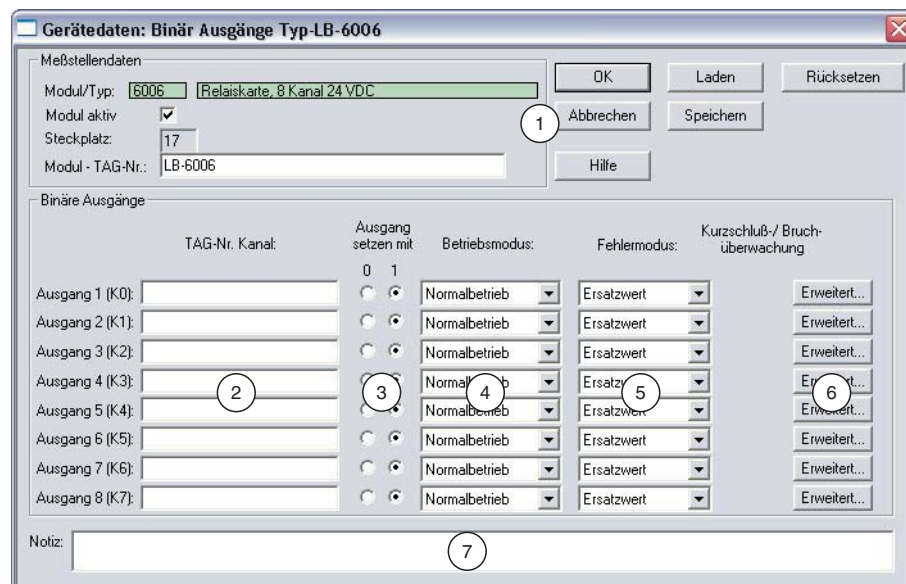 Gerätedaten: Binär Ausgänge Typ-LB-6006
Meßstellendaten
Modul/Typ: 6006 Relaiskarte, 8 Kanal 24 VDC
Modul aktiv
Steckplatz: 17
Modul - TAG-Nr.: LB-6006
OK Laden Rücksetzen
Abbrechen Speichern
1
Hilfe
Binäre Ausgänge
TAG-Nr. Kanal: Ausgang setzen mit Betriebsmodus: Fehlermodus: Kurzschluß-/ Bruch-überwachung
0 1
Ausgang 1 (K0): Normalbetrieb Ersatzwert Erweitert...
Ausgang 2 (K1): Normalbetrieb Ersatzwert Erweitert...
Ausgang 3 (K2): Normalbetrieb Ersatzwert Erweitert...
Ausgang 4 (K3):
2 3 4 5 6
Ausgang 5 (K4): Normalbetrieb Ersatzwert Erweitert...
Ausgang 6 (K5): Normalbetrieb Ersatzwert Erweitert...
Ausgang 7 (K6): Normalbetrieb Ersatzwert Erweitert...
Ausgang 8 (K7): Normalbetrieb Ersatzwert Erweitert...
Notiz:
7